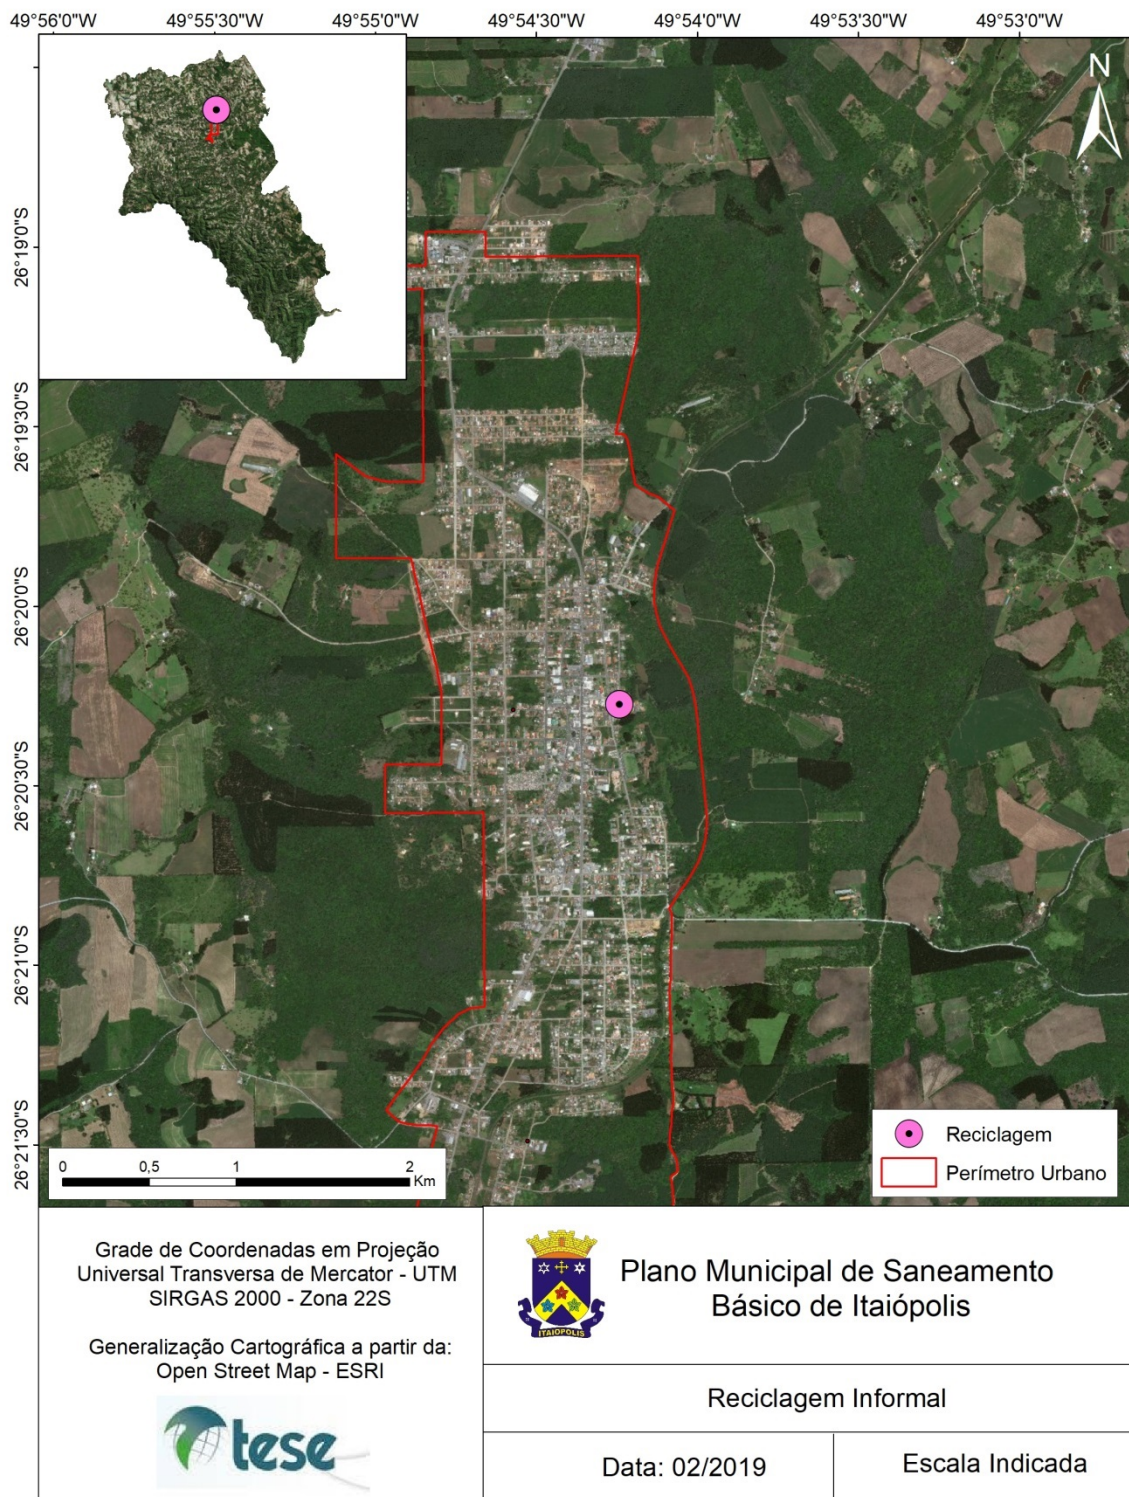 49°56'0"W 49°55'30"W 49°55'0"W 49°54'30"W 49°54'0"W 49°53'30"W 49°53'0"W
N
26°19'0"S
26°19'30"S
26°20'0"S
26°20'30"S
26°21'0"S
26°21'30"S
Reciclagem
Perímetro Urbano
0 0,5 1 2
Km
Grade de Coordenadas em Projeção
Universal Transversa de Mercator - UTM
SIRGAS 2000 - Zona 22S
Generalização Cartográfica a partir da:
Open Street Map - ESRI
tese
ITAIÓPOLIS
Plano Municipal de Saneamento
Básico de Itaiópolis
Reciclagem Informal
Data: 02/2019
Escala Indicada